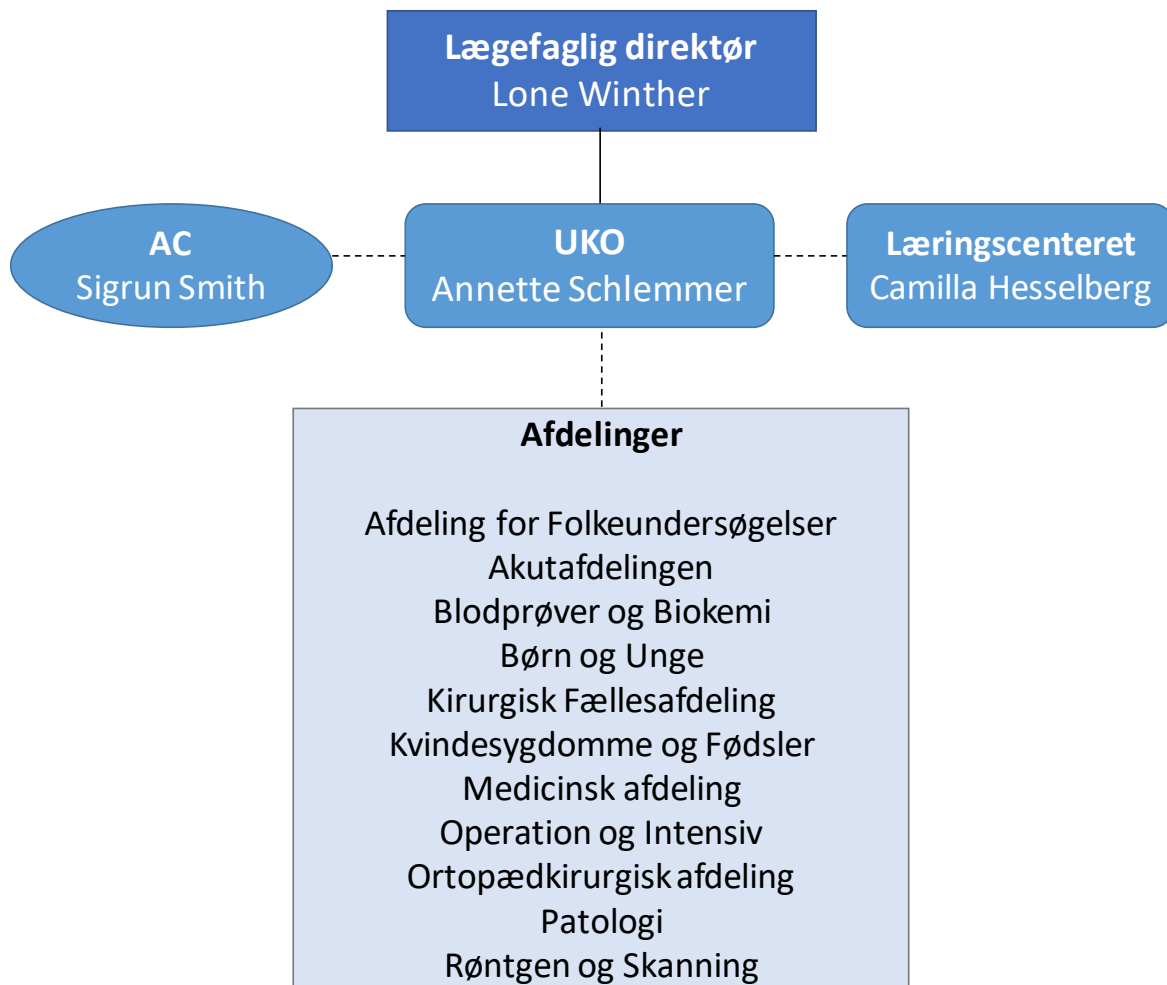 Lægefaglig direktør
Lone Winther
AC
Sigrun Smith
UKO
Annette Schlemmer
Læringscenteret
Camilla Hesselberg
Afdelinger
Afdeling for Folkeundersøgelser
Akutafdelingen
Blodprøver og Biokemi
Børn og Unge
Kirurgisk Fællesafdeling
Kvindesygdomme og Fødsler
Medicinsk afdeling
Operation og Intensiv
Ortopædkirurgisk afdeling
Patologi
Røntgen og Skanning